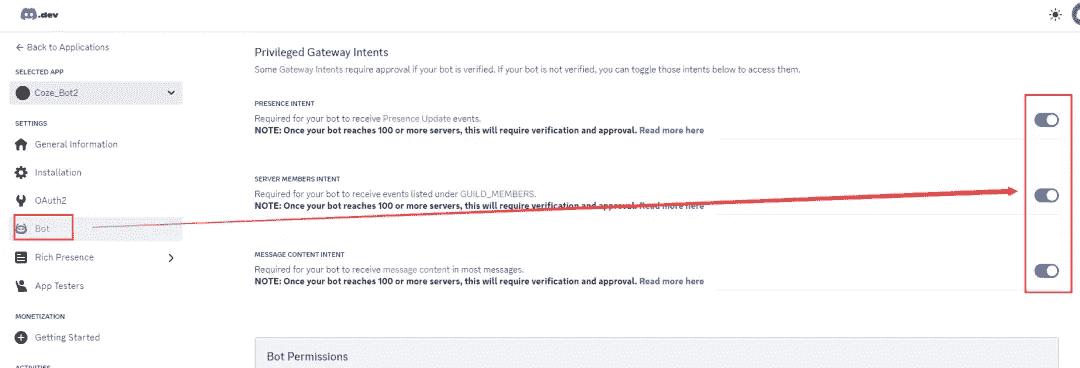 .dev
Back to Applications
SELECTED APP
Coze_Bot2
SETTINGS
General Information
Installation
OAuth2
Bot
Rich Presence
App Testers
MONETIZATION
Getting Started
ACTIVITIES
Privileged Gateway Intents
Some Gateway Intents require approval if your bot is verified. If your bot is not verified, you can toggle those intents below to access them.
PRESENCE INTENT
Required for your bot to receive Presence Update events.
NOTE: Once your bot reaches 100 or more servers, this will require verification and approval. Read more here
SERVER MEMBERS INTENT
Required for your bot to receive events listed under GUILD_MEMBERS.
NOTE: Once your bot reaches 100 or more servers, this will require verification and approval. Read more here
MESSAGE CONTENT INTENT
Required for your bot to receive message content in most messages.
NOTE: Once your bot reaches 100 or more servers, this will require verification and approval. Read more here
Bot Permissions